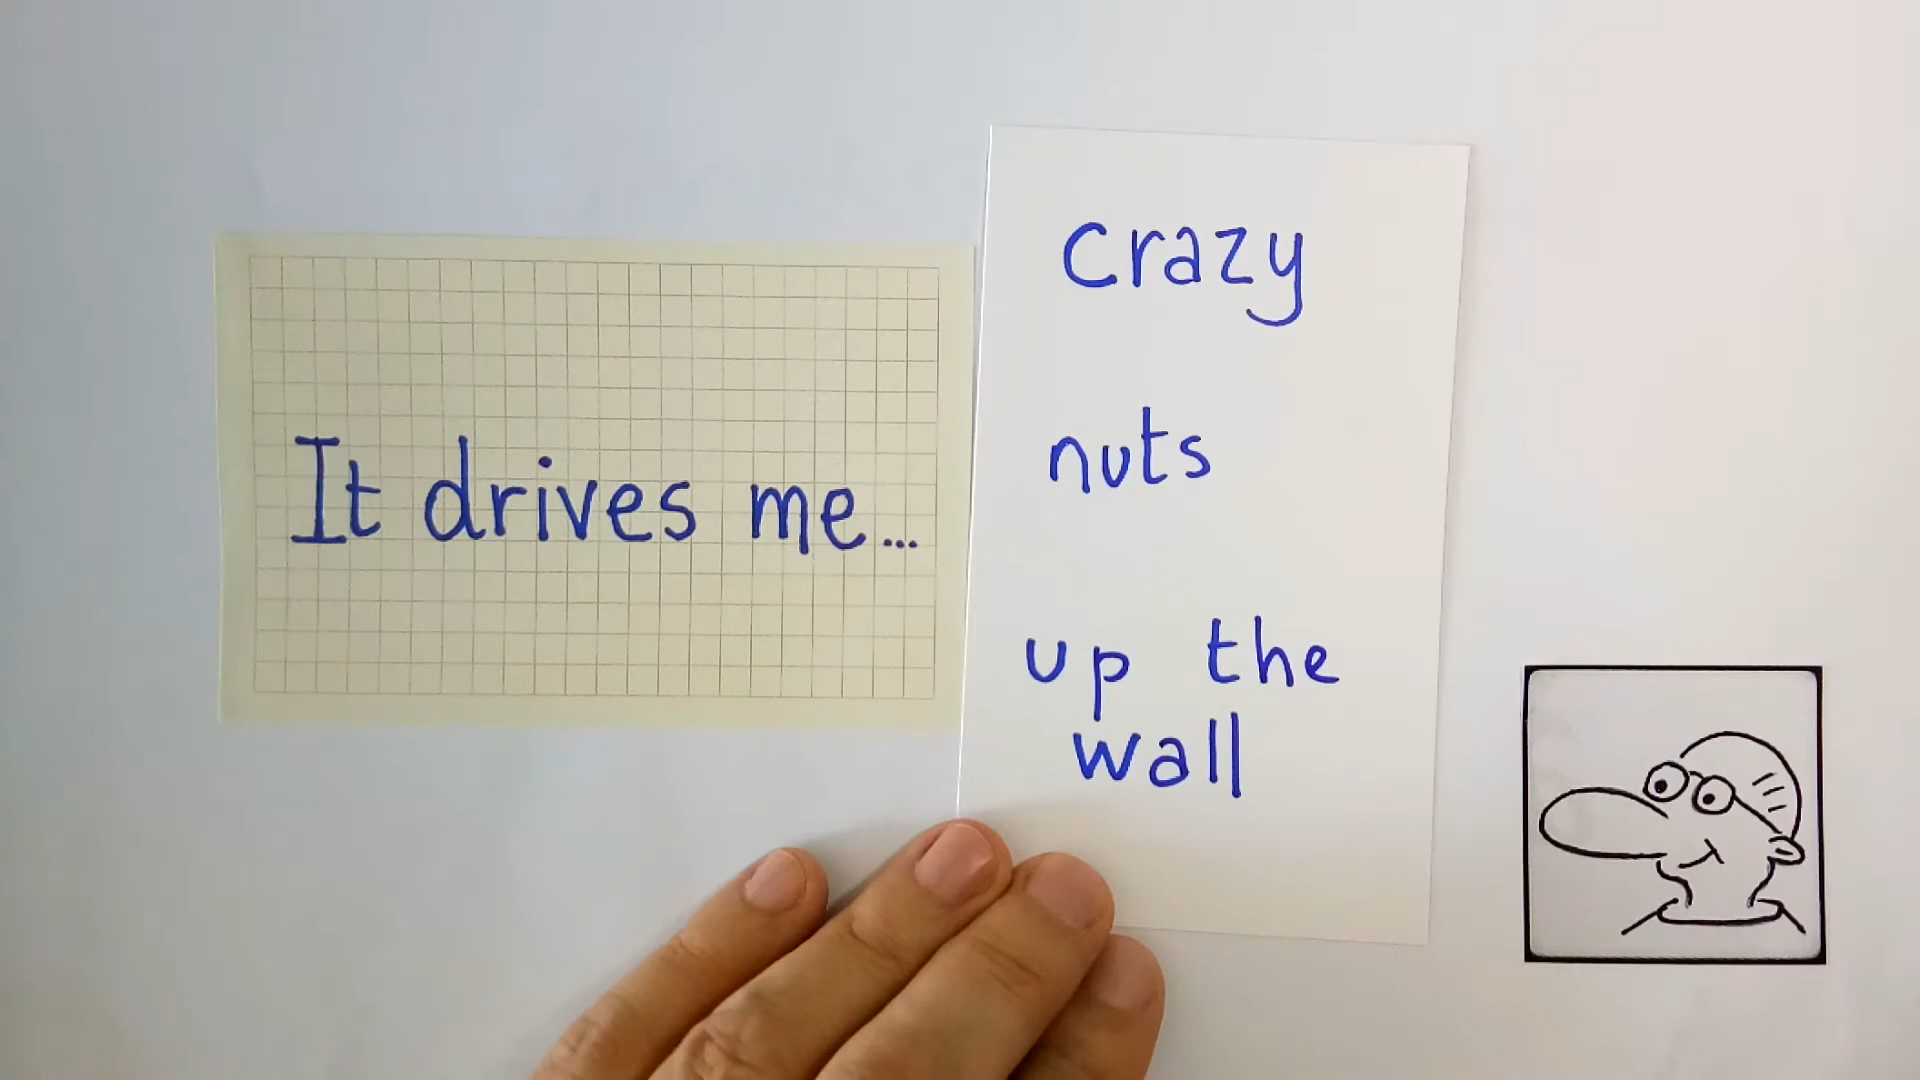 It drives me...
crazy
nuts
up the
wall